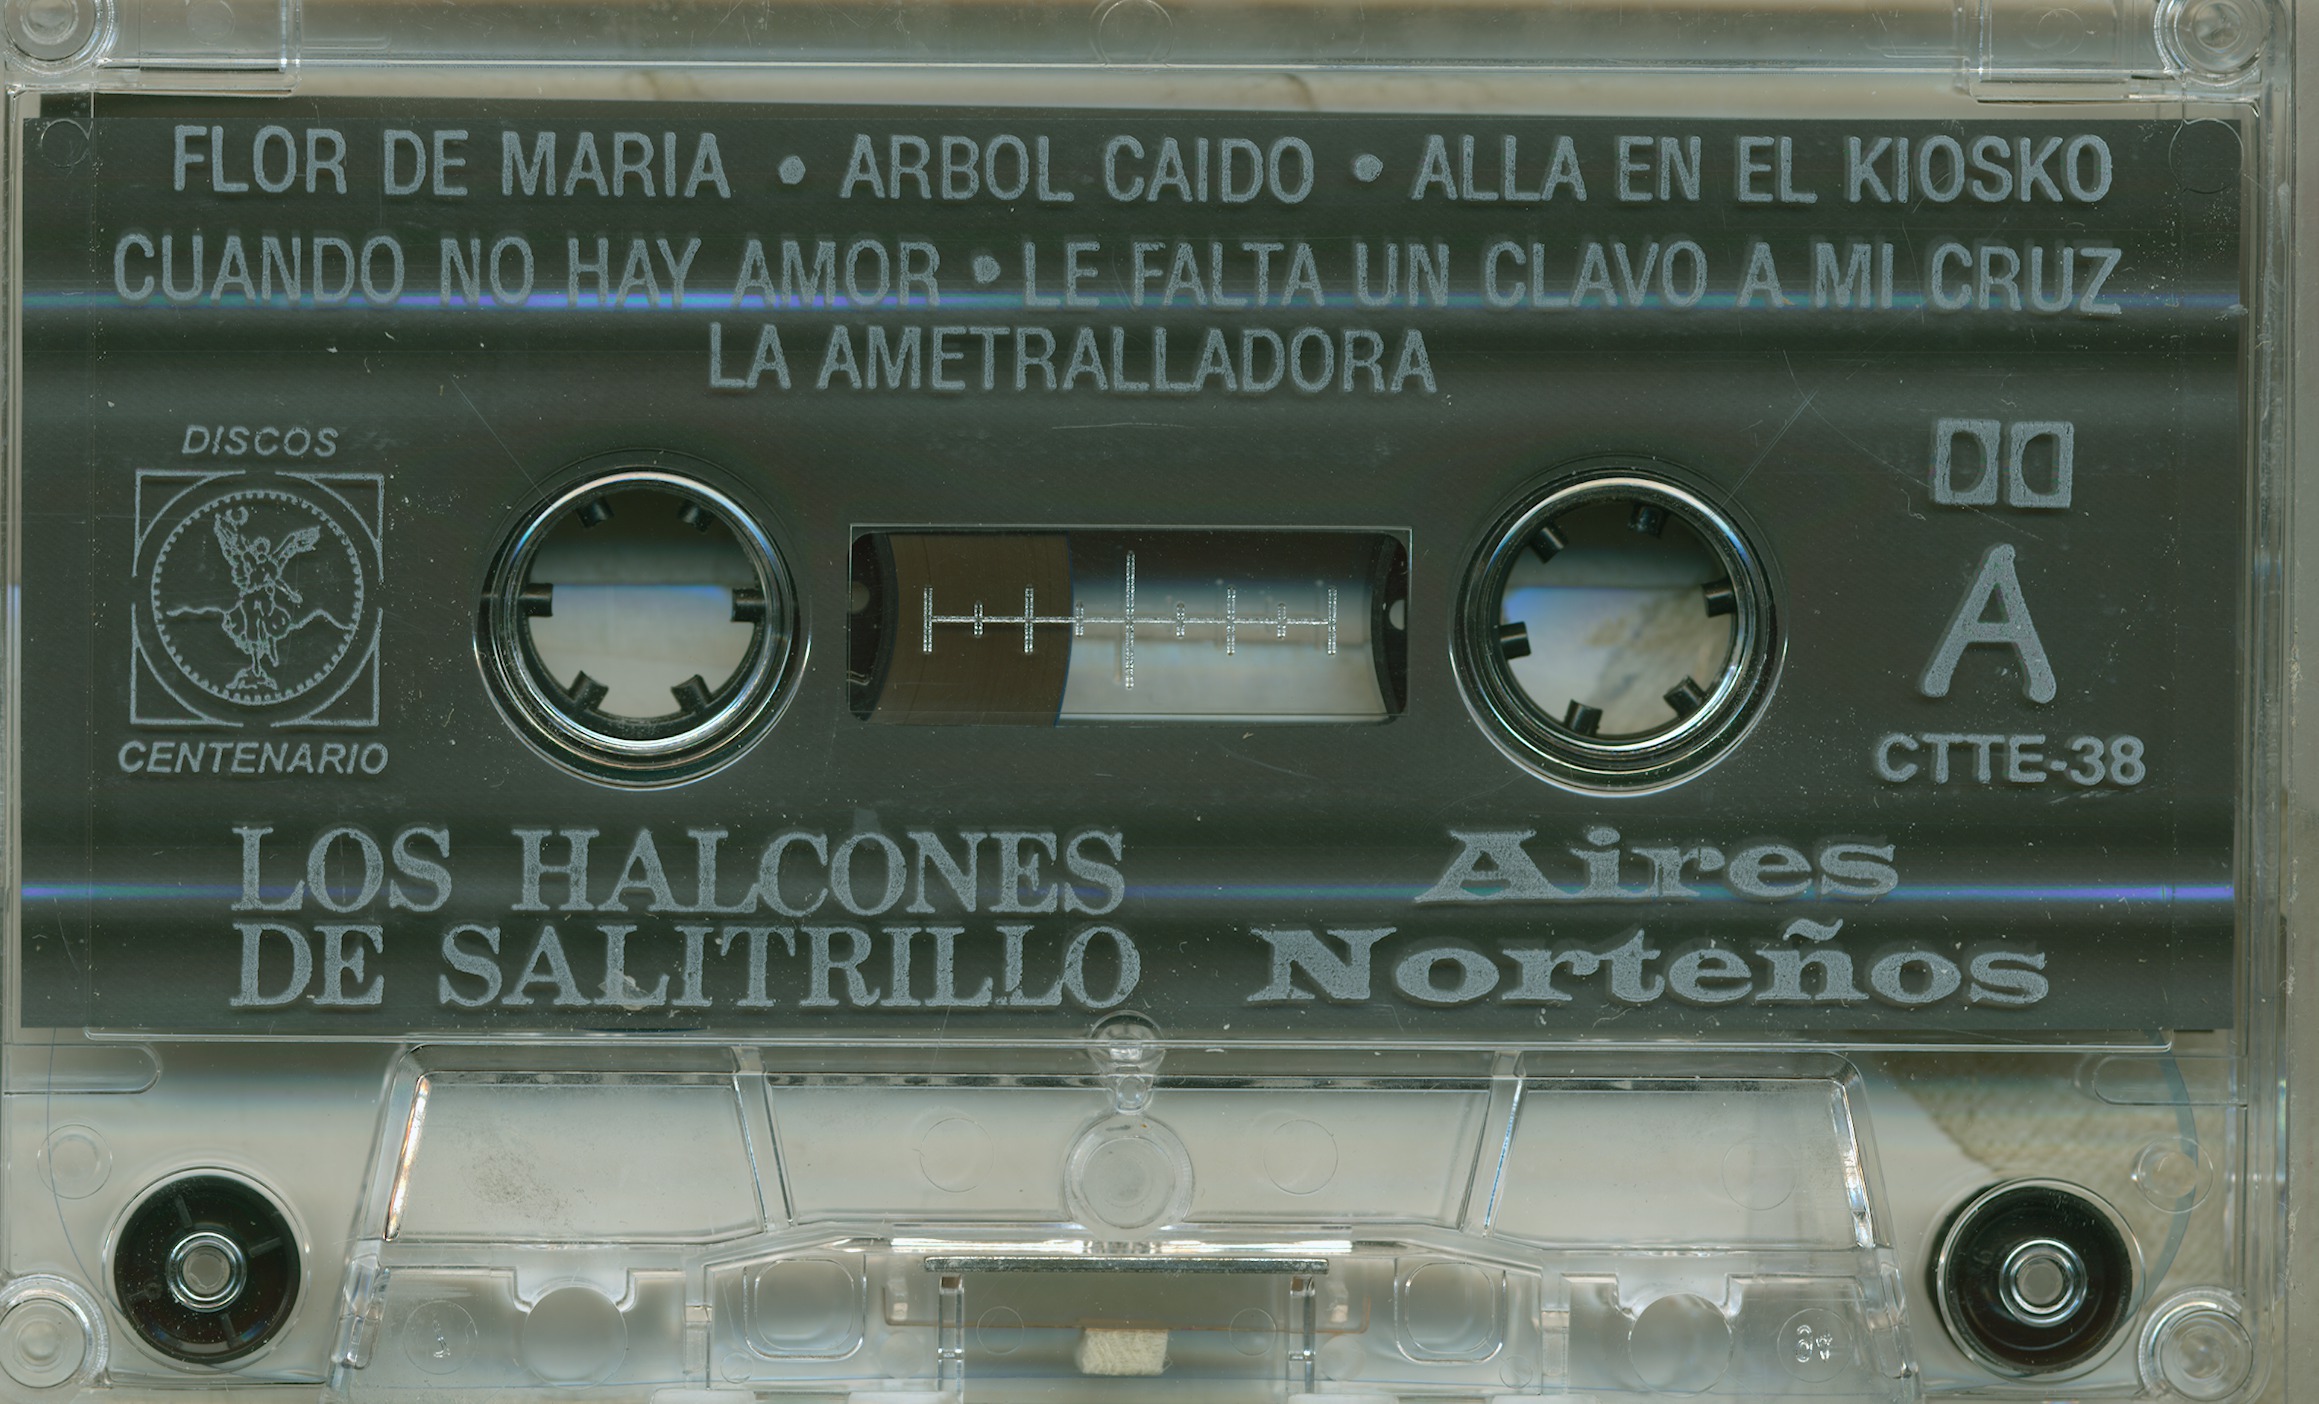 FLOR DE MARIA • ARBOL CAIDO • ALLA EN EL KIOSKO
CUANDO NO HAY AMOR • LE FALTA UN CLAVO A MI CRUZ
LA AMETRALLADORA
DISCOS
CENTENARIO
A
CTTE-38
LOS HALCONES
DE SALITRILLO
Aires
Norteños